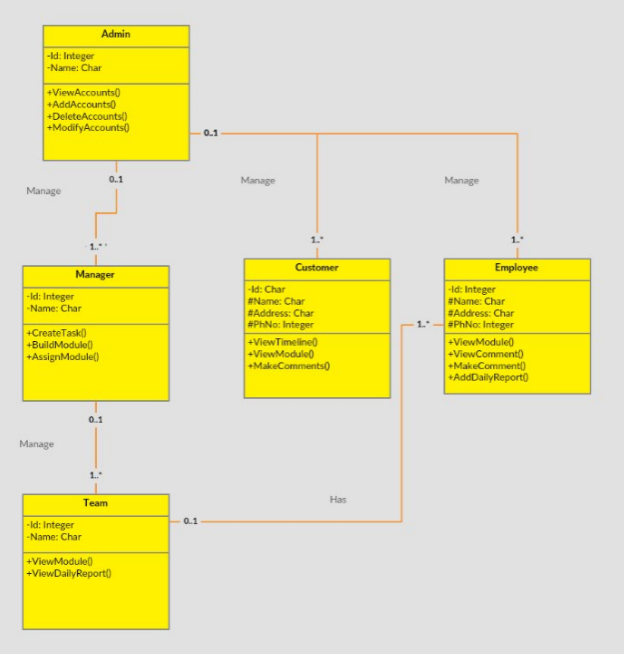 Admin
-Id: Integer
-Name: Char
+ViewAccounts()
+AddAccounts()
+DeleteAccounts()
+ModifyAccounts()
0..1
0..1
Manage
Manage
Manage
1..*
1..*
1..*
Manager
-Id: Integer
-Name: Char
+CreateTask()
+BuildModule()
+AssignModule()
Customer
-Id: Char
#Name: Char
#Address: Char
#PhNo: Integer
+ViewTimeline()
+ViewModule()
+MakeComments()
Employee
-Id: Integer
#Name: Char
#Address: Char
#PhNo: Integer
+ViewModule()
+ViewComment()
+MakeComment()
+AddDailyReport()
1..*
0..1
Manage
1..*
Team
-Id: Integer
-Name: Char
+ViewModule()
+ViewDailyReport()
0..1
Has